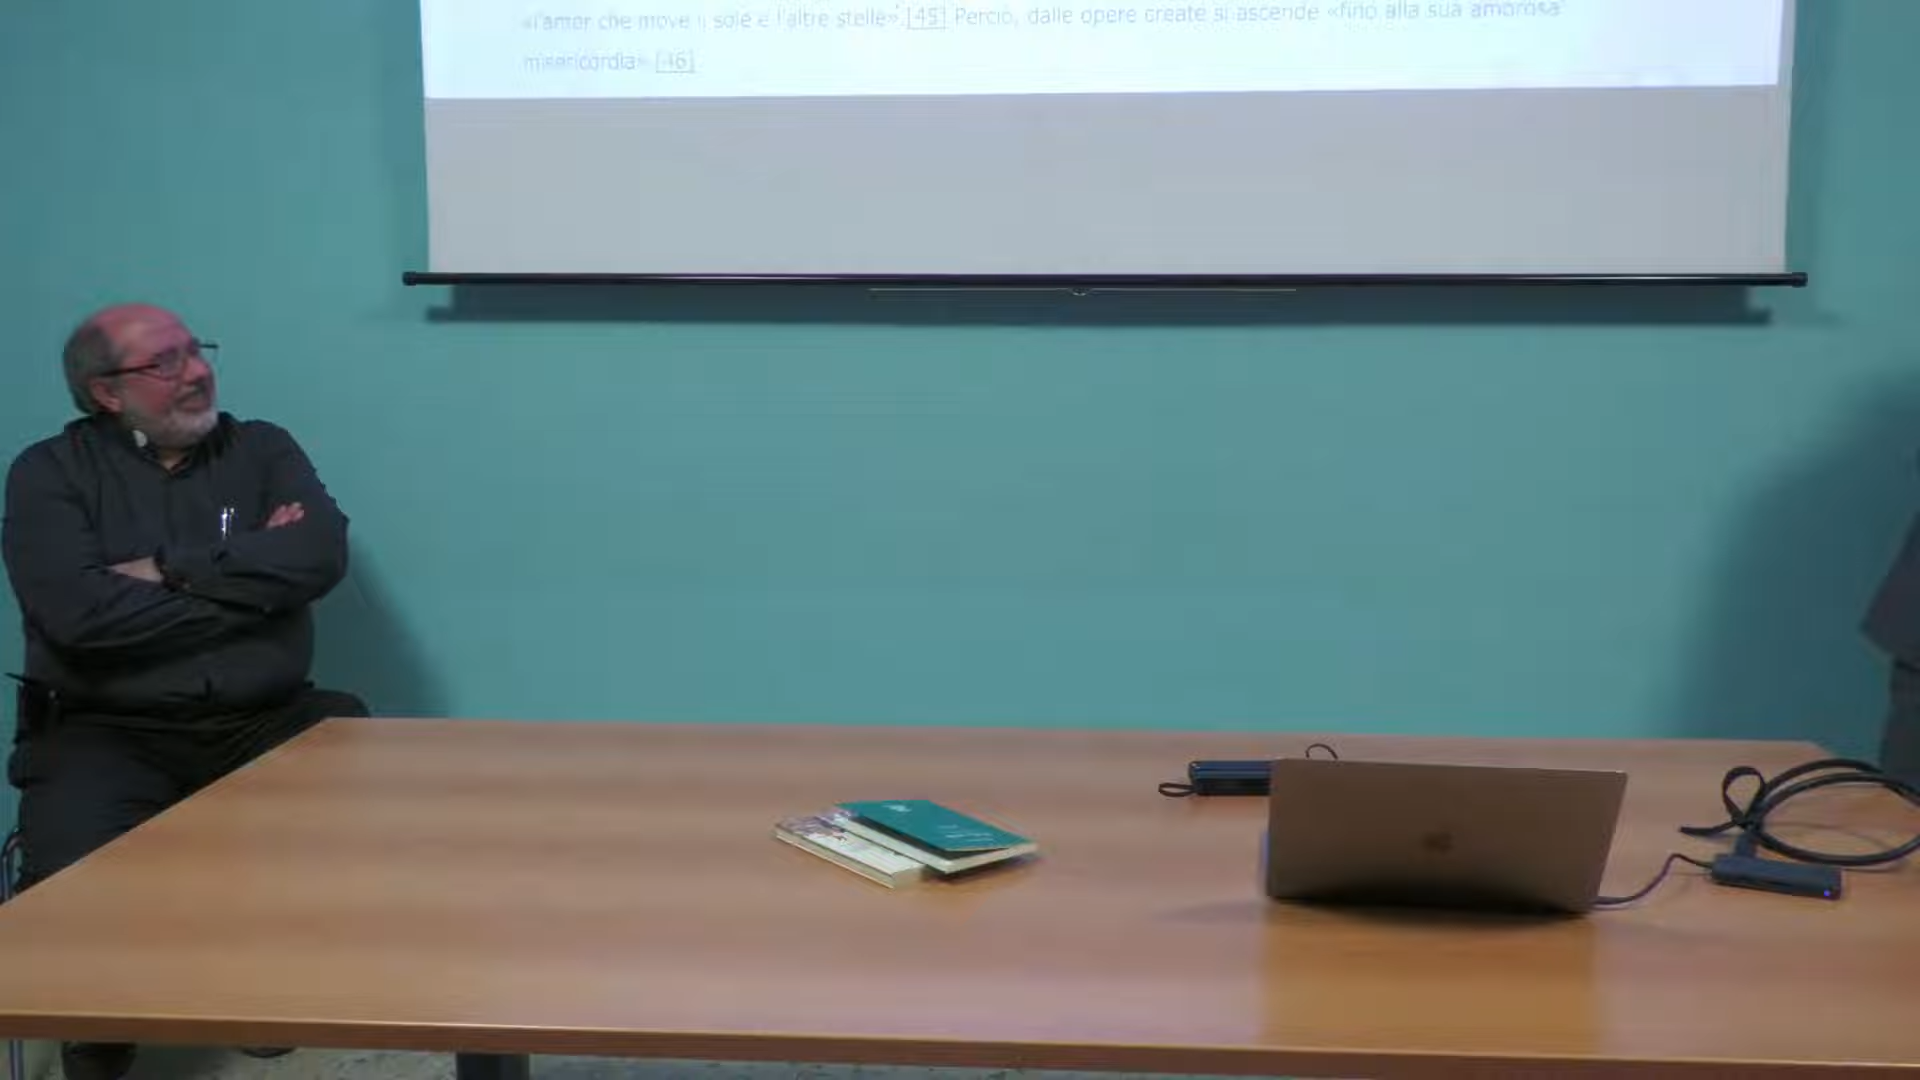 «l'amor che move il sole e l'altre stelle».[45] Perciò, dalle opere create si ascende «fino alla sua amorosa
misericordia».[46]